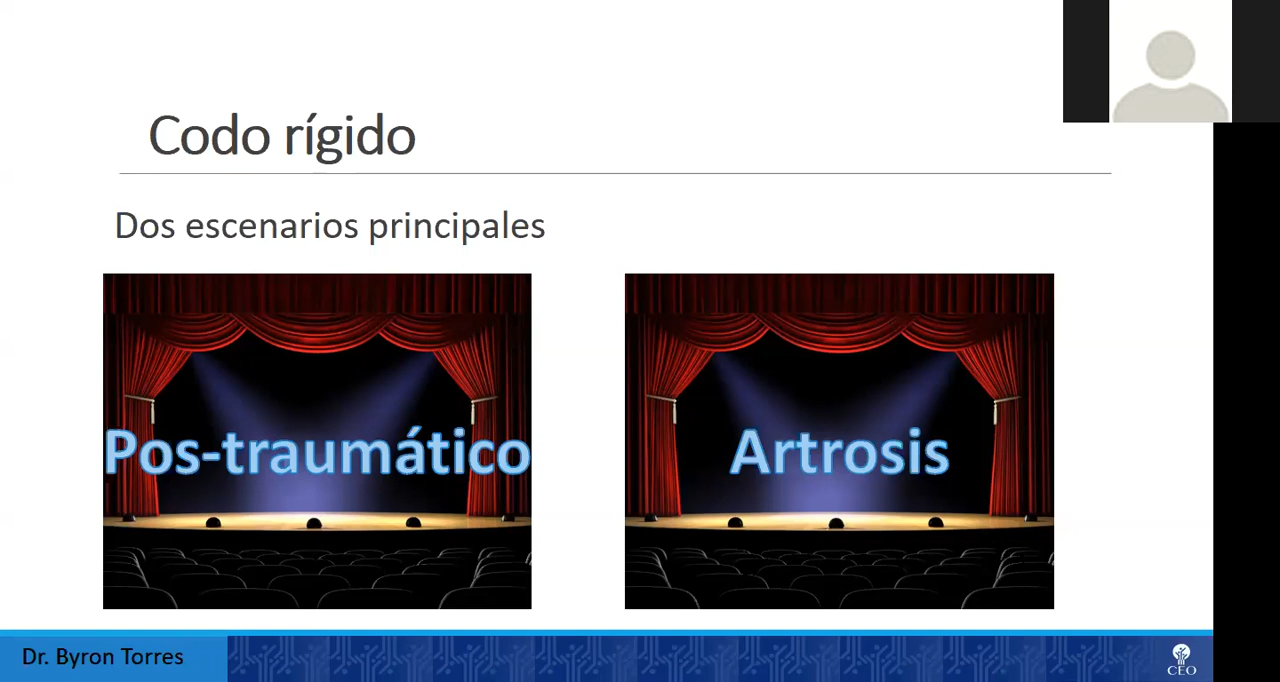 Codo rígido
Dos escenarios principales
Pos-traumático
Artrosis
Dr. Byron Torres
CEO